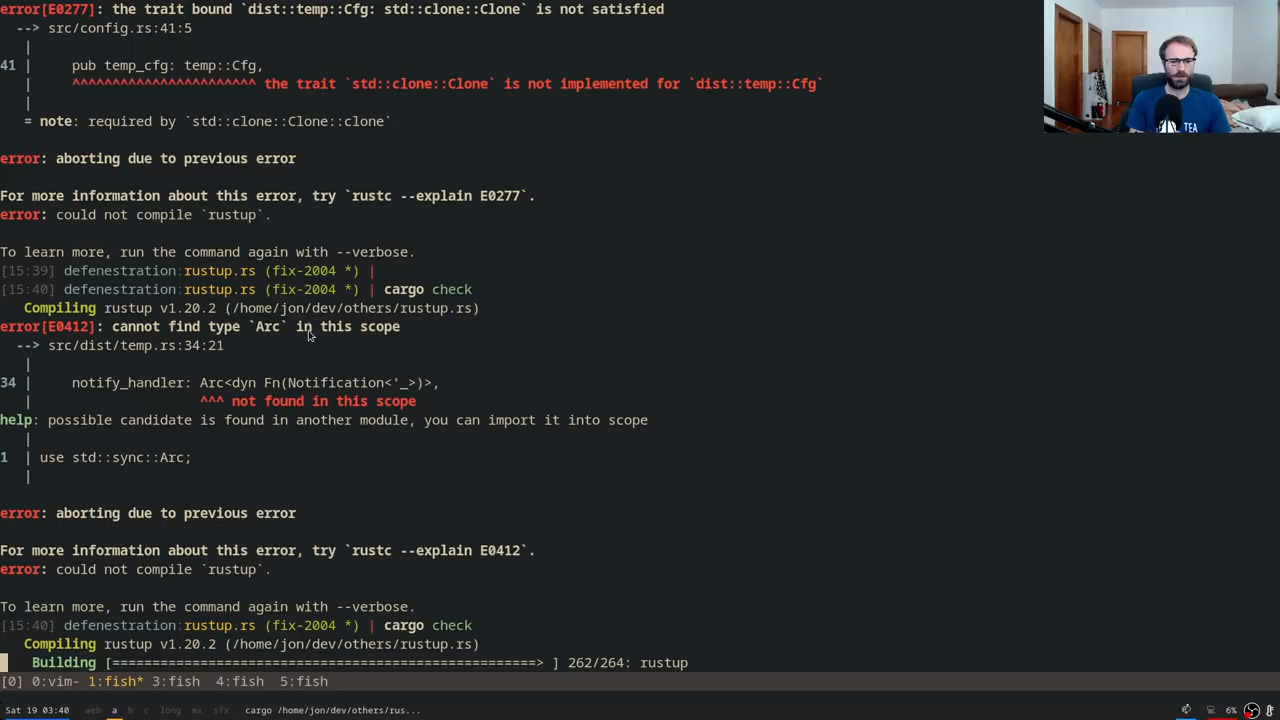 error[E0277]: the trait bound `dist::temp::Cfg: std::clone::Clone` is not satisfied
--> src/config.rs:41:5
|
41 |     pub temp_cfg: temp::Cfg,
|     ^^^^^^^^^^^^^^^^^^^^^^^ the trait `std::clone::Clone` is not implemented for `dist::temp::Cfg`
|
= note: required by `std::clone::Clone::clone`
error: aborting due to previous error
For more information about this error, try `rustc --explain E0277`.
error: could not compile `rustup`.
To learn more, run the command again with --verbose.
[15:39] defenestration:rustup.rs (fix-2004 *) |
[15:40] defenestration:rustup.rs (fix-2004 *) | cargo check
Compiling rustup v1.20.2 (/home/jon/dev/others/rustup.rs)
error[E0412]: cannot find type `Arc` in this scope
--> src/dist/temp.rs:34:21
|
34 |     notify_handler: Arc<dyn Fn(Notification<'_>)>,
|                     ^^^ not found in this scope
help: possible candidate is found in another module, you can import it into scope
|
1 | use std::sync::Arc;
|
error: aborting due to previous error
For more information about this error, try `rustc --explain E0412`.
error: could not compile `rustup`.
To learn more, run the command again with --verbose.
[15:40] defenestration:rustup.rs (fix-2004 *) | cargo check
Compiling rustup v1.20.2 (/home/jon/dev/others/rustup.rs)
Building [=====================================================> ] 262/264: rustup
[0] 0:vim- 1:fish* 3:fish 4:fish 5:fish
Sat 19 03:40 web a b c long mx sfx cargo /home/jon/dev/others/rus... 6%
TEA